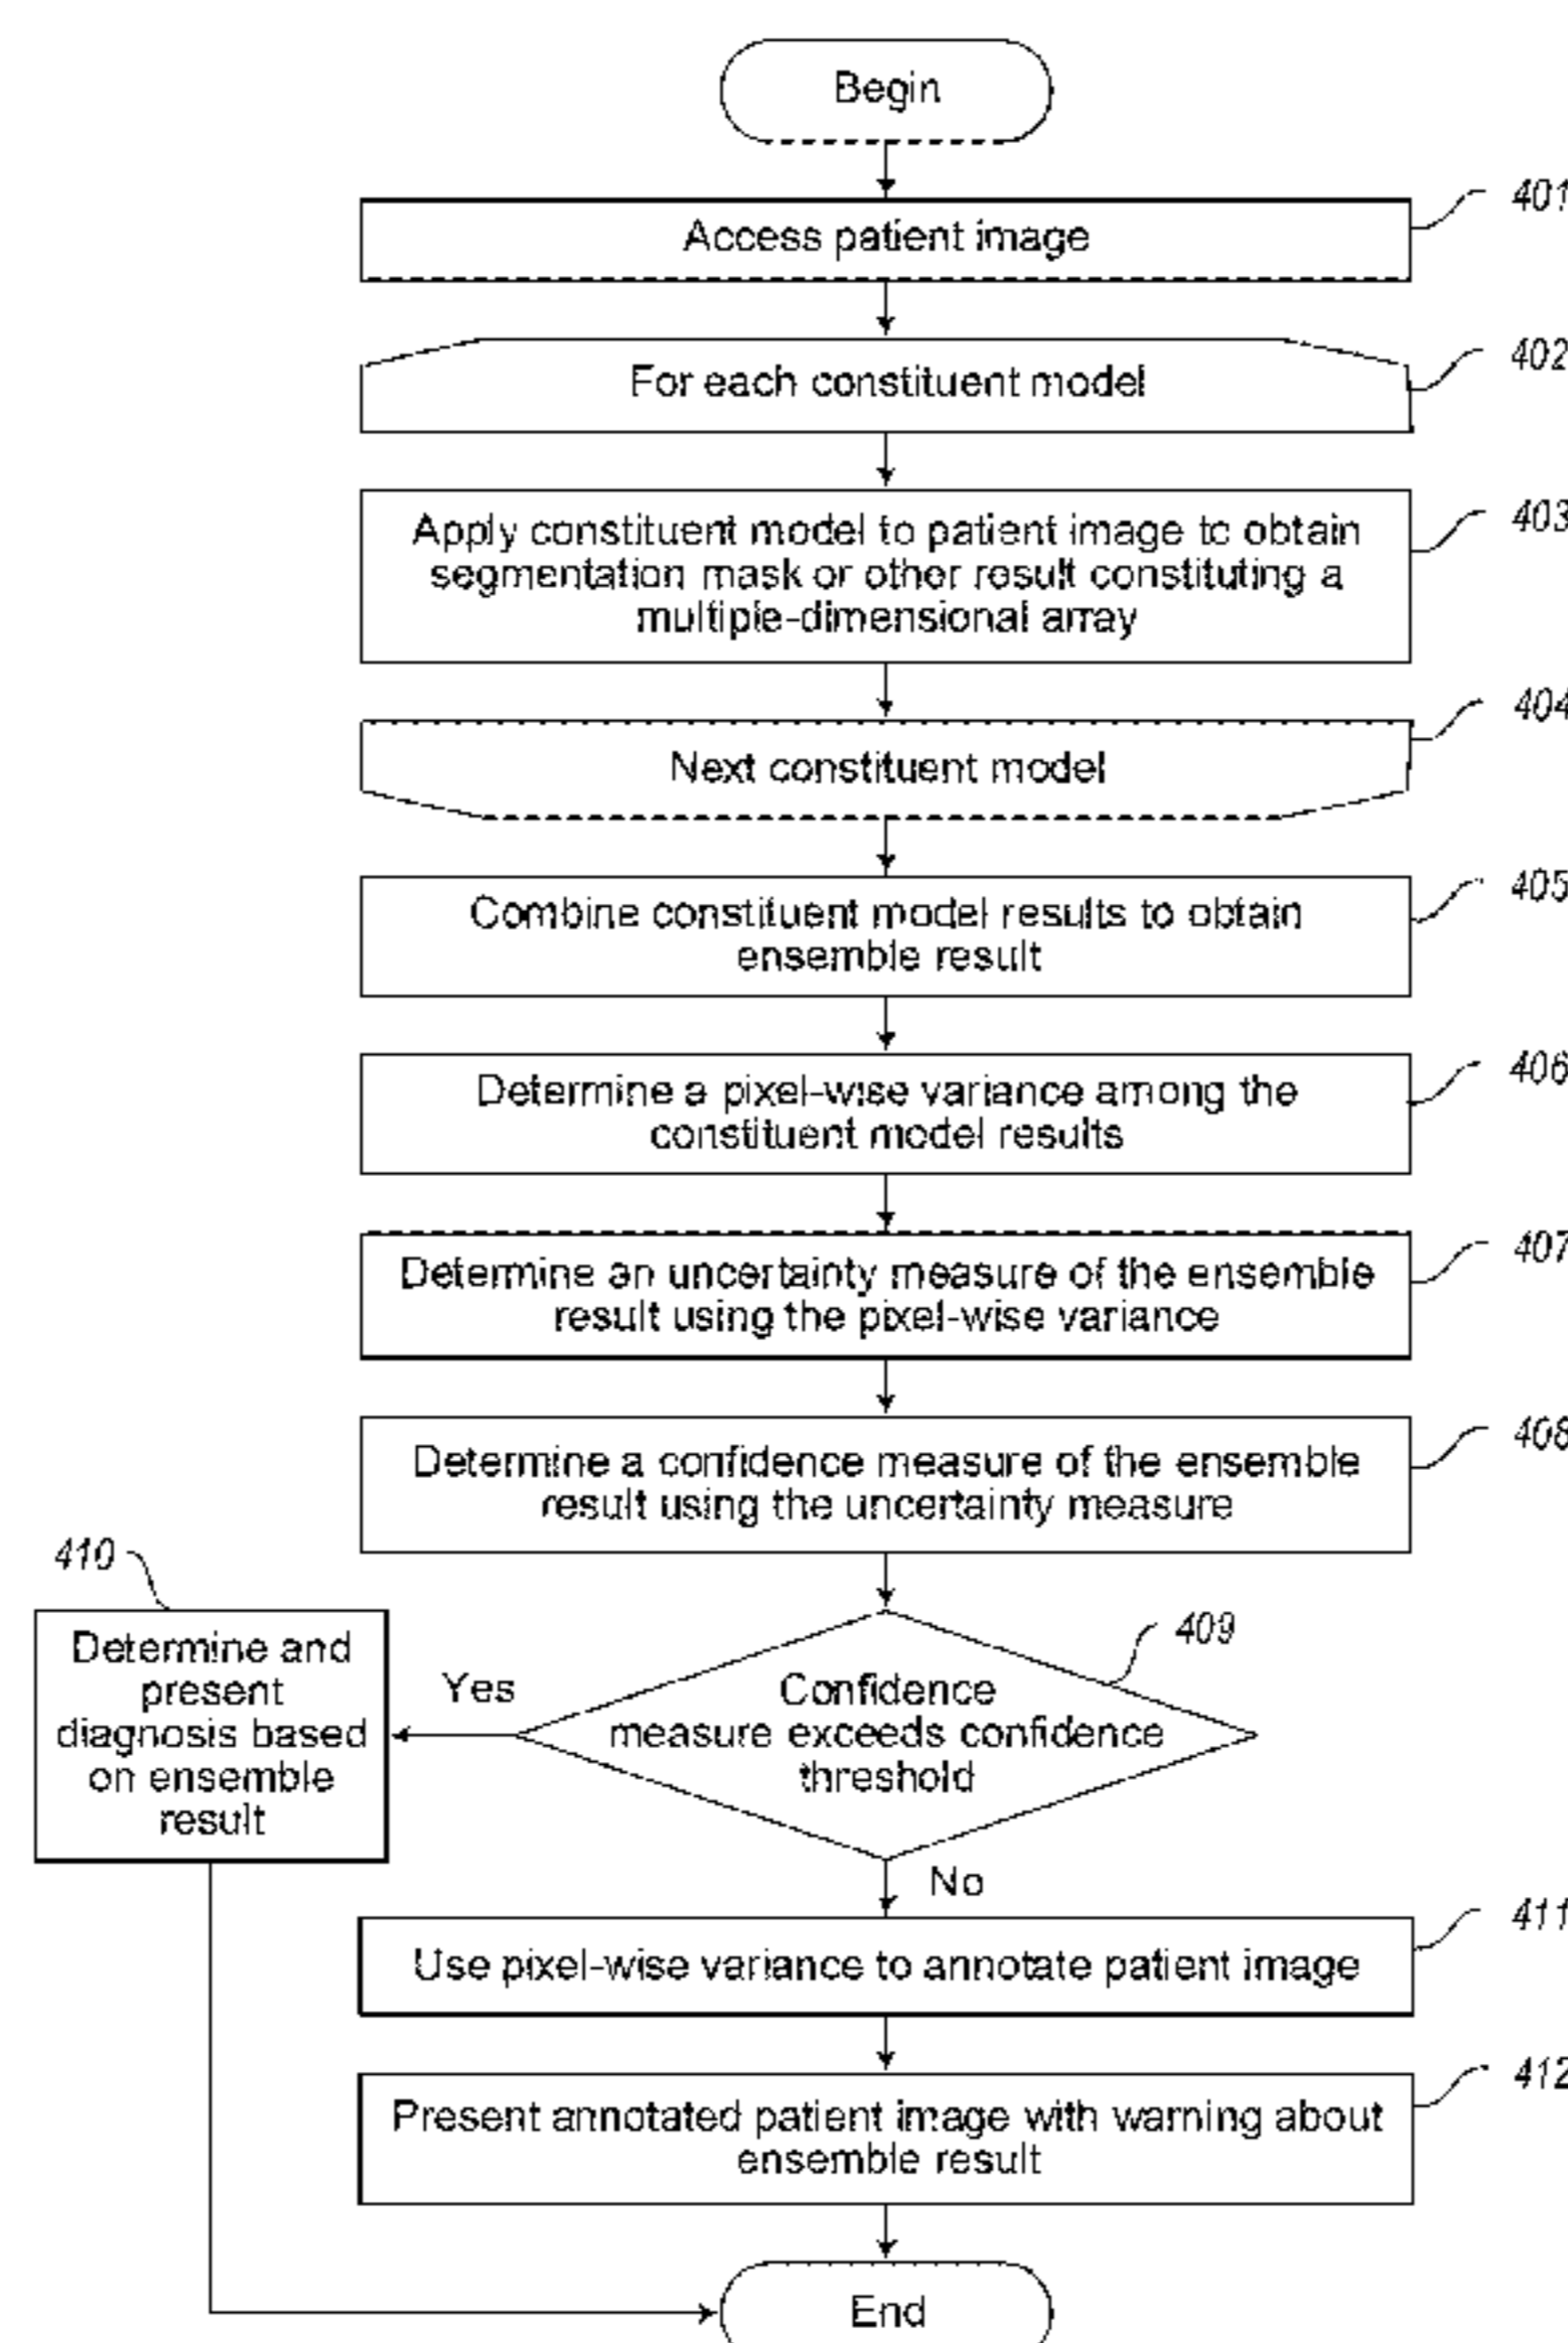 Begin
401
Access patient image
402
For each constituent model
403
Apply constituent model to patient image to obtain
segmentation mask or other result constituting a
multiple-dimensional array
404
Next constituent model
405
Combine constituent model results to obtain
ensemble result
406
Determine a pixel-wise variance among the
constituent model results
407
Determine an uncertainty measure of the ensemble
result using the pixel-wise variance
408
Determine a confidence measure of the ensemble
result using the uncertainty measure
410
409
Determine and
present
diagnosis based
on ensemble
result
Yes
Confidence
measure exceeds confidence
threshold
No
411
Use pixel-wise variance to annotate patient image
412
Present annotated patient image with warning about
ensemble result
End